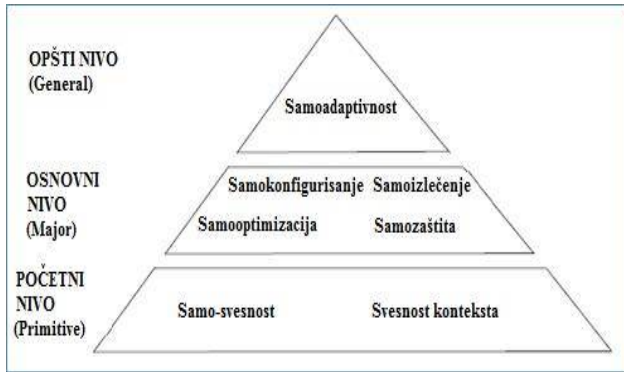 OPŠTI NIVO
(General)
Samoadaptivnost
OSNOVNI
NIVO
(Major)
Samokonfigurisanje Samoizlečenje
Samooptimizacija Samozaštita
POČETNI
NIVO
(Primitive)
Samo-svesnost Svesnost konteksta